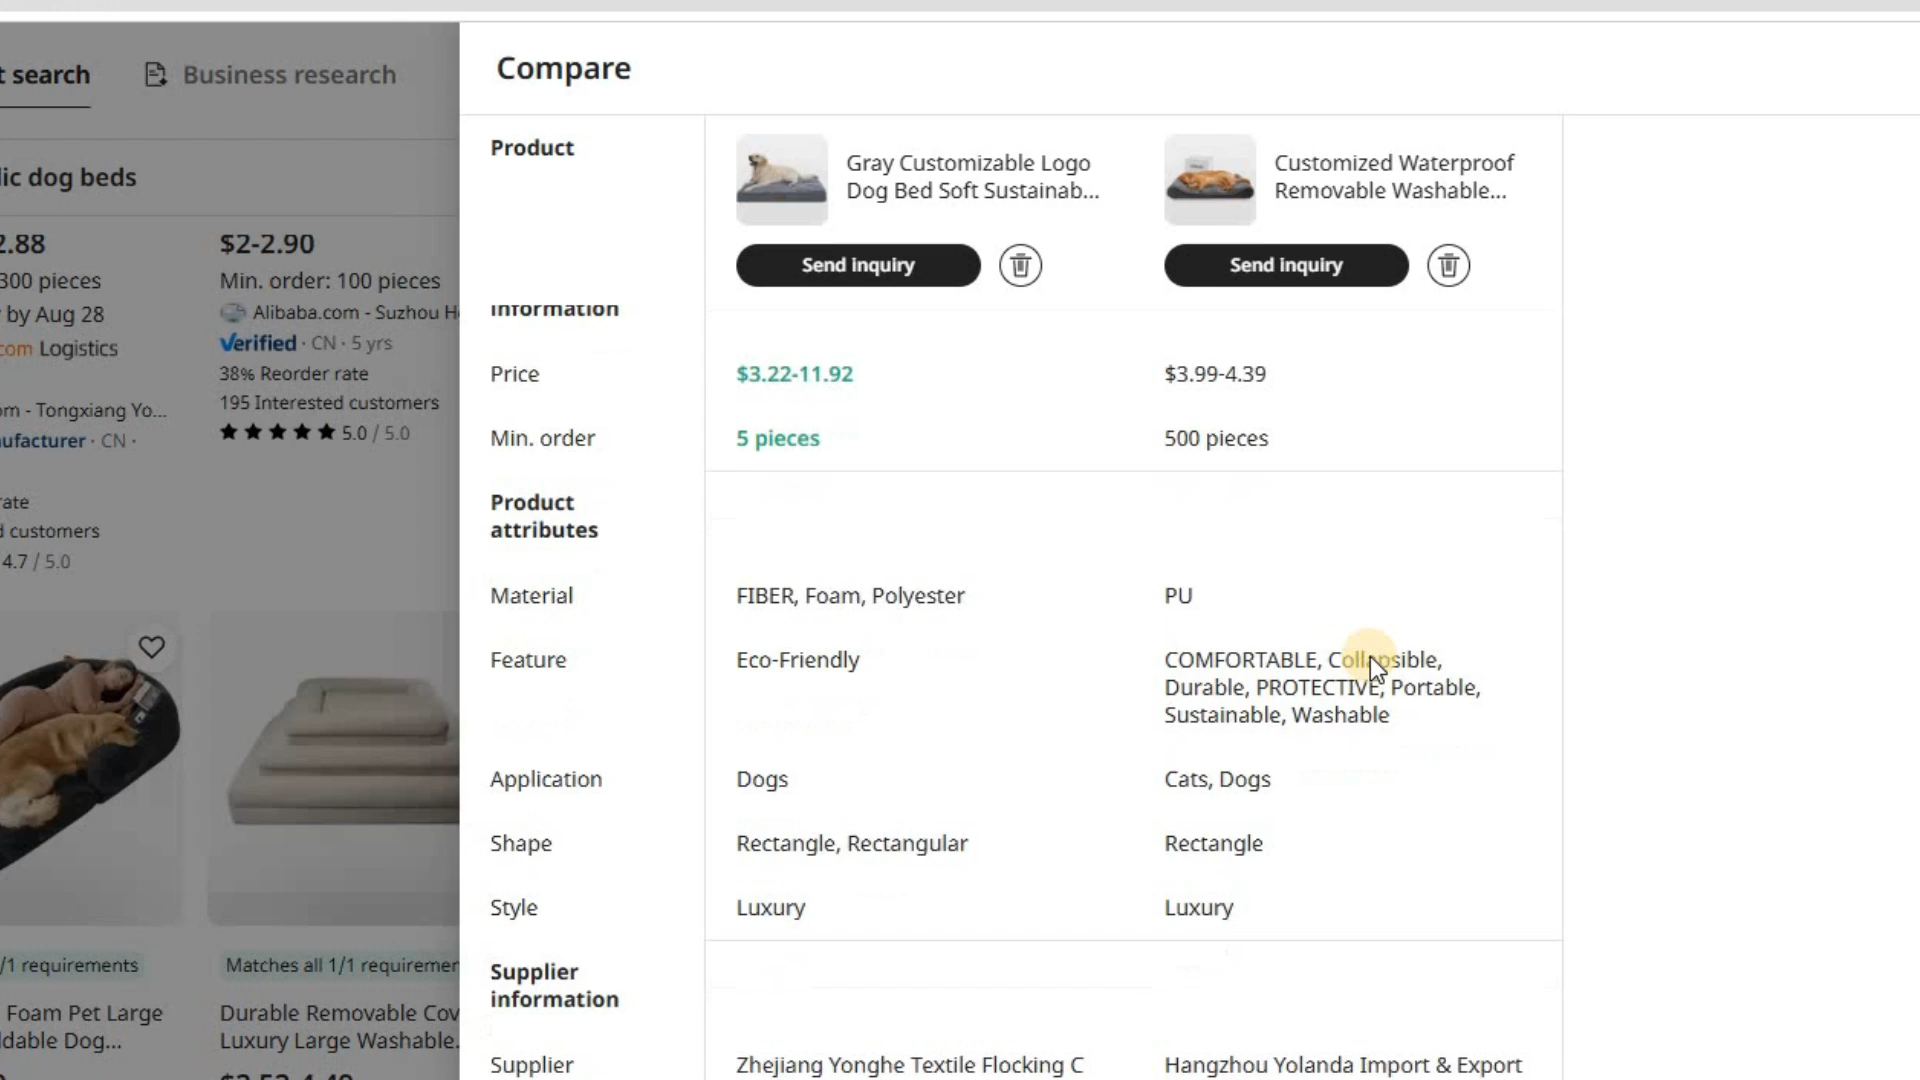 t search
Business research
ic dog beds
2.88
300 pieces
by Aug 28
com Logistics
om - Tongxiang Yo...
ufacturer · CN ·
rate
d customers
4.7 / 5.0
$2-2.90
Min. order: 100 pieces
Alibaba.com - Suzhou H
Verified · CN · 5 yrs
38% Reorder rate
195 Interested customers
5.0 / 5.0
/1 requirements
Foam Pet Large
ldable Dog...
Matches all 1/1 requiremen
Durable Removable Cov
Luxury Large Washable.
Compare
Product
Gray Customizable Logo
Dog Bed Soft Sustainab...
Customized Waterproof
Removable Washable...
Send inquiry
Send inquiry
information
Price
$3.22-11.92
$3.99-4.39
Min. order
5 pieces
500 pieces
Product
attributes
Material
FIBER, Foam, Polyester
PU
Feature
Eco-Friendly
COMFORTABLE, Collapsible,
Durable, PROTECTIVE, Portable,
Sustainable, Washable
Application
Dogs
Cats, Dogs
Shape
Rectangle, Rectangular
Rectangle
Style
Luxury
Luxury
Supplier
information
Supplier
Zhejiang Yonghe Textile Flocking C
Hangzhou Yolanda Import & Export